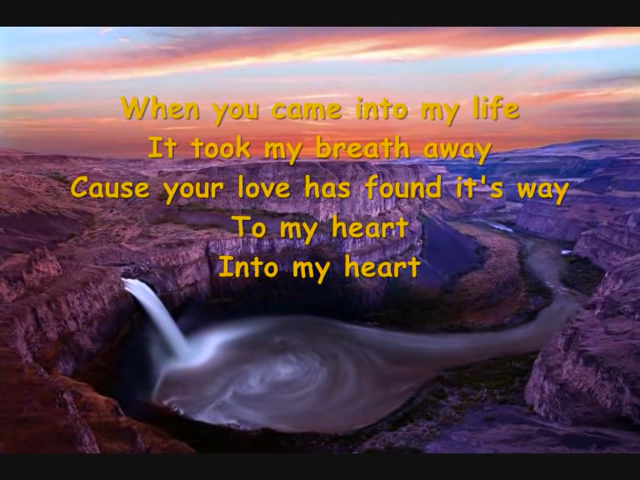 When you came into my life
It took my breath away
Cause your love has found it's way
To my heart
Into my heart